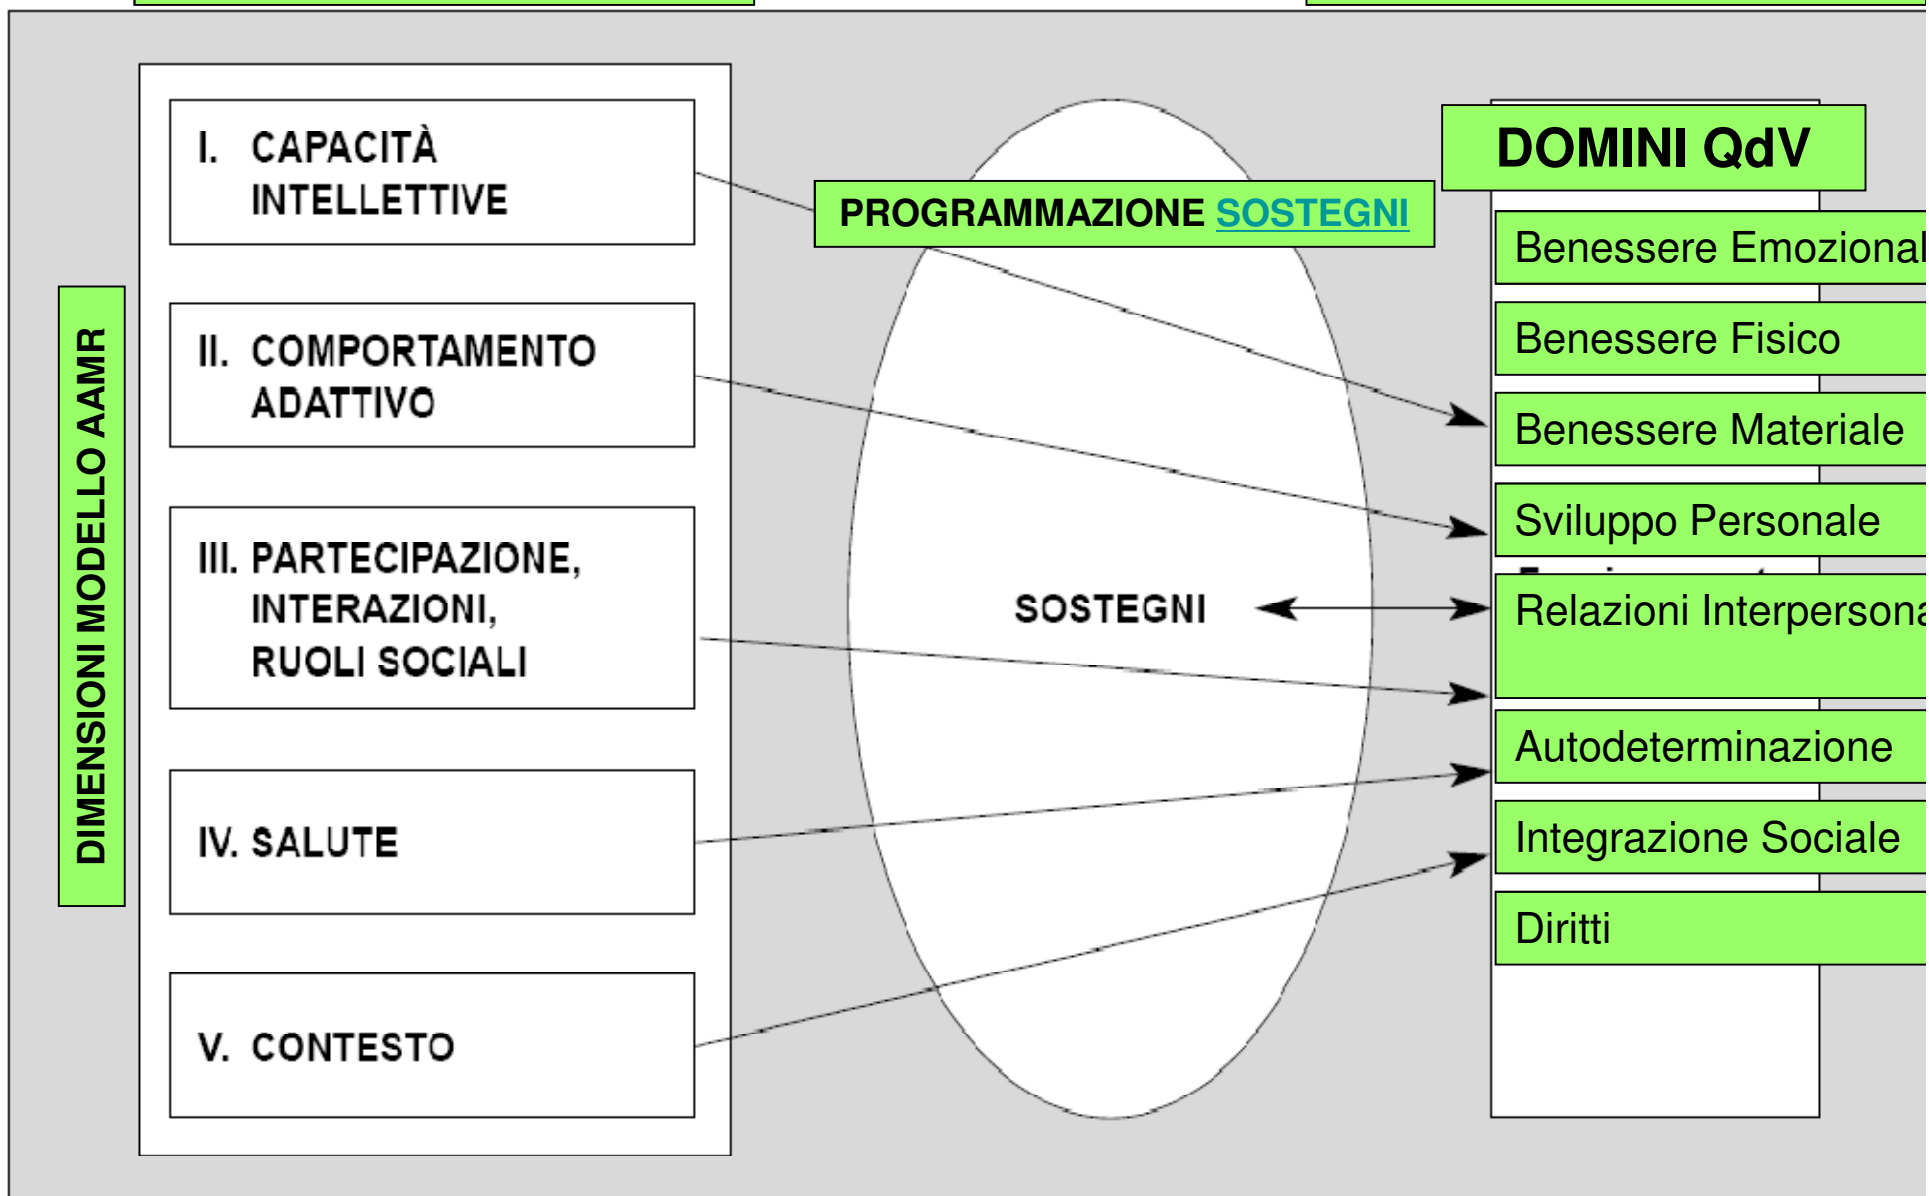 DIMENSIONI MODELLO AAMR
I. CAPACITÀ
INTELLETTIVE
II. COMPORTAMENTO
ADATTIVO
III. PARTECIPAZIONE,
INTERAZIONI,
RUOLI SOCIALI
IV. SALUTE
V. CONTESTO
PROGRAMMAZIONE SOSTEGNI
SOSTEGNI
DOMINI QdV
Benessere Emozional
Benessere Fisico
Benessere Materiale
Sviluppo Personale
Relazioni Interpersona
Autodeterminazione
Integrazione Sociale
Diritti